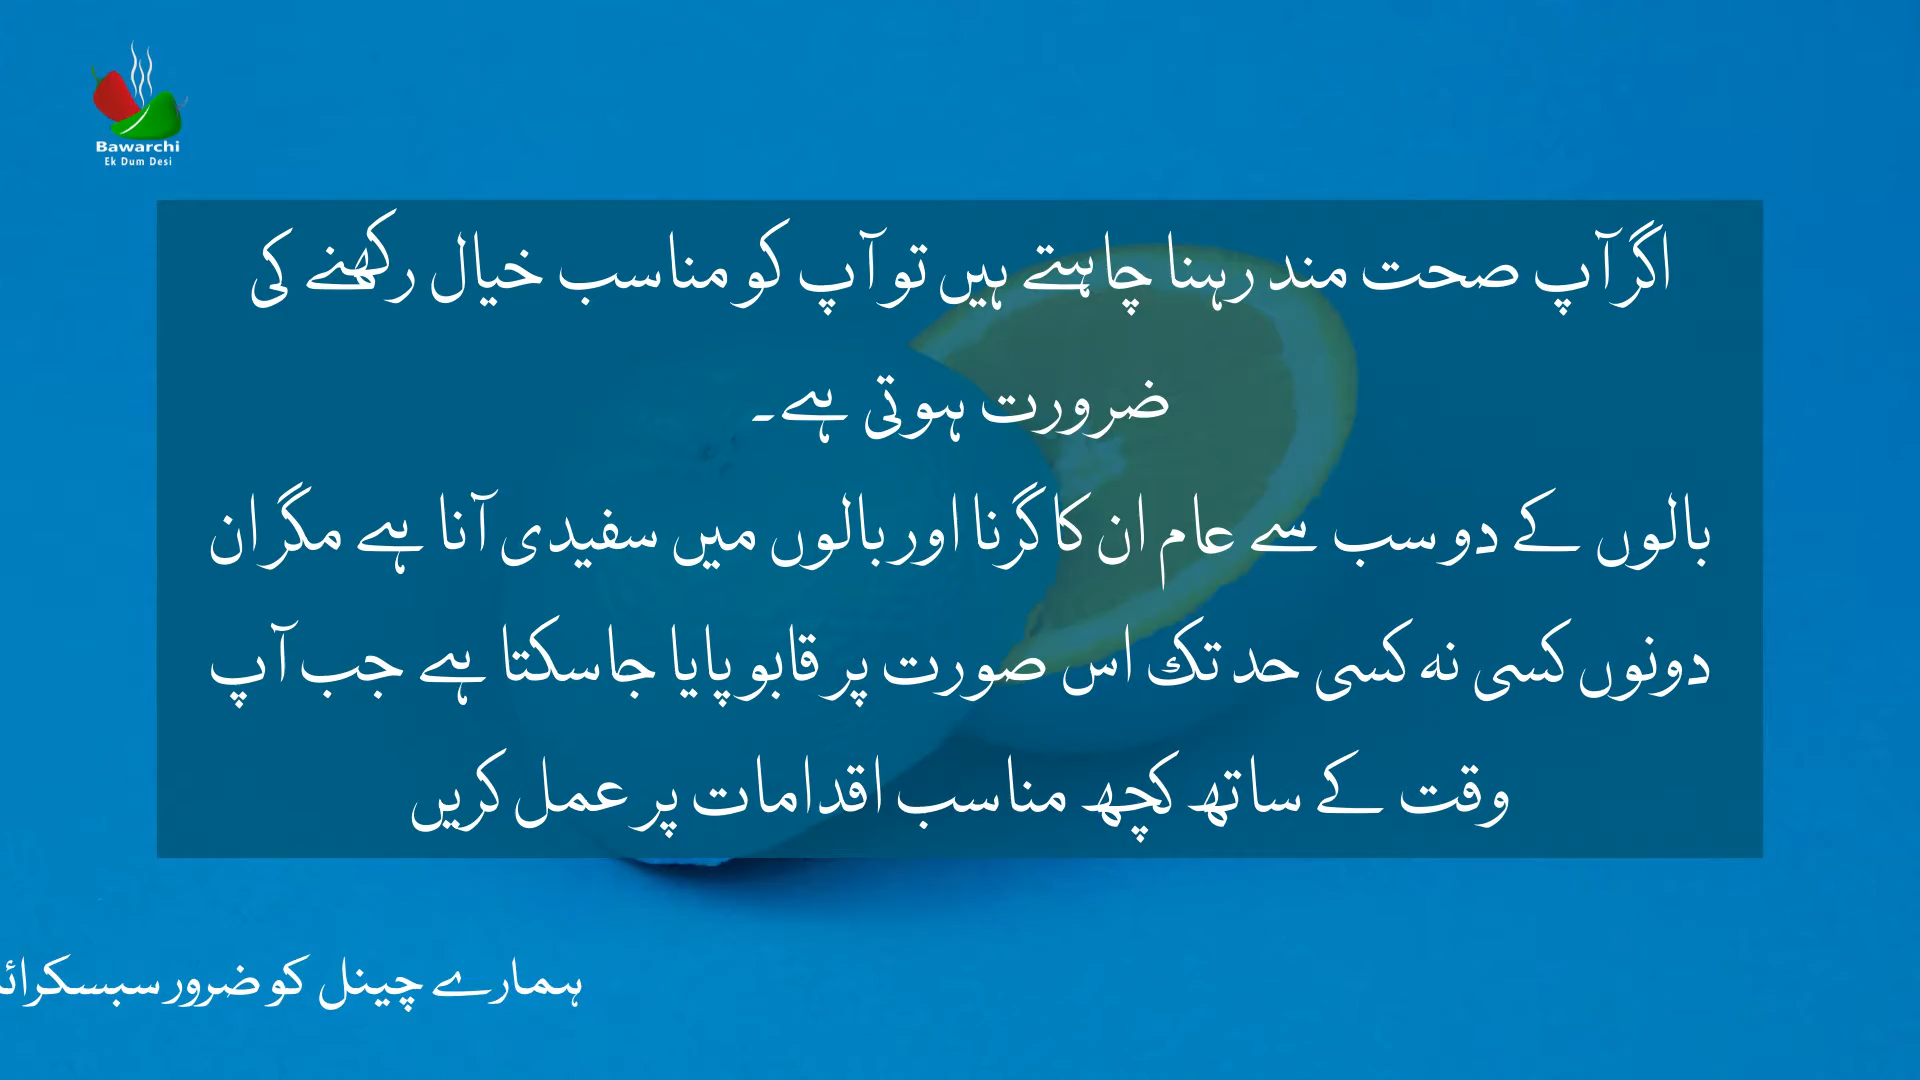 Bawarchi
Ek Dum Desi
اگر آپ صحت مند رہنا چاہتے ہیں تو آپ کو مناسب خیال رکھنے کی
ضرورت ہوتی ہے۔
بالوں کے دو سب سے عام ان کا گرنا اور بالوں میں سفیدی آنا ہے مگر ان
دونوں کسی نہ کسی حد تک اس صورت پر قابو پایا جاسکتا ہے جب آپ
وقت کے ساتھ کچھ مناسب اقدامات پر عمل کریں
ہمارے چینل کو ضرور